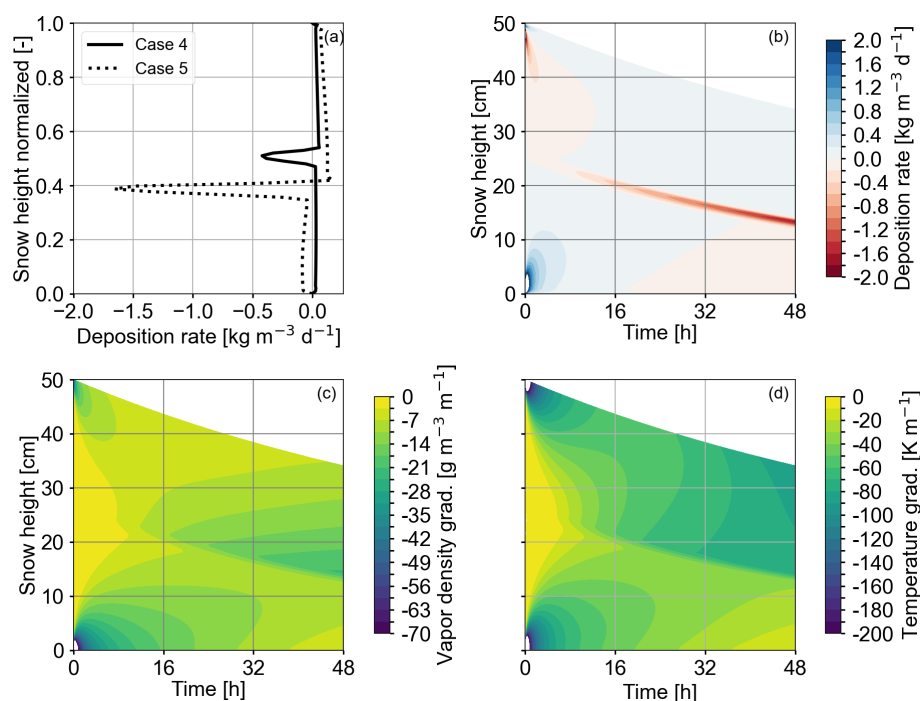 (a)
Case 4
Case 5
Snow height normalized [-]
1.0
0.8
0.6
0.4
0.2
0.0
−2.0 −1.5 −1.0 −0.5 0.0
Deposition rate [kg m⁻³ d⁻¹]
(b)
Snow height [cm]
50
40
30
20
10
0
0 16 32 48
Time [h]
2.0
1.6
1.2
0.8
0.4
0.0
-0.4
-0.8
-1.2
-1.6
-2.0
Deposition rate [kg m⁻³ d⁻¹]
(c)
Snow height [cm]
50
40
30
20
10
0
0 16 32 48
Time [h]
0
-7
-14
-21
-28
-35
-42
-49
-56
-63
-70
Vapor density grad. [g m⁻³ m⁻¹]
(d)
0 16 32 48
Time [h]
0
-20
-40
-60
-80
-100
-120
-140
-160
-180
-200
Temperature grad. [K m⁻¹]